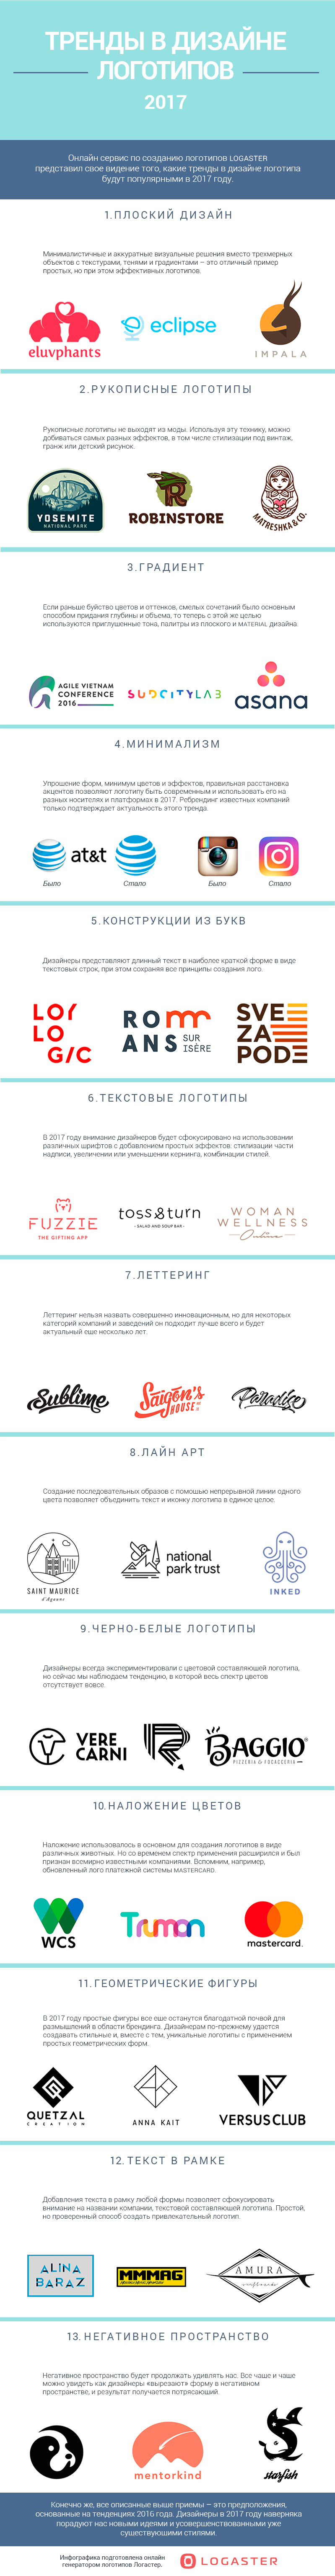 ТРЕНДЫ В ДИЗАЙНЕ
ЛОГОТИПОВ
2017
Онлайн сервис по созданию логотипов LOGASTER
представил свое видение того, какие тренды в дизайне логотипа
будут популярными в 2017 году.
1. ПЛОСКИЙ ДИЗАЙН
Минималистичные и аккуратные визуальные решения вместо трехмерных
объектов с текстурами, тенями и градиентами – это отличный пример
простых, но при этом эффективных логотипов.
eluvphants
eclipse
IMPALA
2. РУКОПИСНЫЕ ЛОГОТИПЫ
Рукописные логотипы не выходят из моды. Используя эту технику, можно
добиваться самых разных эффектов, в том числе стилизации под винтаж,
гранж или детский рисунок.
YOSEMITE
NATIONAL PARK
ROBINSTORE
MATRESHKA & CO.
3. ГРАДИЕНТ
Если раньше буйство цветов и оттенков, смелых сочетаний было основным
способом придания глубины и объема, то теперь с этой же целью
используются приглушенные тона, палитры из плоского и MATERIAL дизайна.
AGILE VIETNAM
CONFERENCE
2016
SUDCITYLAB
asana
4. МИНИМАЛИЗМ
Упрощение форм, минимум цветов и эффектов, правильная расстановка
акцентов позволяют логотипу быть современным и использовать его на
разных носителях и платформах в 2017. Ребрендинг известных компаний
только подтверждает актуальность этого тренда.
at&t
Было
Стало
Было
Стало
5. КОНСТРУКЦИИ ИЗ БУКВ
Дизайнеры представляют длинный текст в наиболее краткой форме в виде
текстовых строк, при этом сохраняя все принципы создания лого.
LOY
LO
GIC
ROM
ANS
SUR
ISÈRE
SVE
ZA
PODE
6. ТЕКСТОВЫЕ ЛОГОТИПЫ
В 2017 году внимание дизайнеров будет сфокусировано на использовании
различных шрифтов с добавлением простых эффектов: стилизации части
надписи, увеличении или уменьшении кернинга, комбинации стилей.
FUZZIE
THE GIFTING APP
toss&turn
- SALAD AND SOUP BAR -
WOMAN
WELLNESS
Online
7. ЛЕТТЕРИНГ
Леттеринг нельзя назвать совершенно инновационным, но для некоторых
категорий компаний и заведений он подходит лучше всего и будет
актуальный еще несколько лет.
Sublime
Saigon's
HOUSE
Paradise
8. ЛАЙН АРТ
Создание последовательных образов с помощью непрерывной линии одного
цвета позволяет объединить текст и иконку логотипа в единое целое.
SAINT MAURICE
d'Agaune
national
park trust
INKED
9. ЧЕРНО-БЕЛЫЕ ЛОГОТИПЫ
Дизайнеры всегда экспериментировали с цветовой составляющей логотипа,
но сейчас мы наблюдаем тенденцию, в которой весь спектр цветов
отсутствует вовсе.
VERE
CARNI
BAGGIO
PIZZERIA & FOCACCERIA
10. НАЛОЖЕНИЕ ЦВЕТОВ
Наложение использовалось в основном для создания логотипов в виде
различных животных. Но со временем спектр применения расширился и был
признан всемирно известными компаниями. Вспомним, например,
обновленный лого платежной системы MASTERCARD.
WCS
Truman
mastercard.
11. ГЕОМЕТРИЧЕСКИЕ ФИГУРЫ
В 2017 году простые фигуры все еще останутся благодатной почвой для
размышлений в области брендинга. Дизайнерам по-прежнему удается
создавать стильные и, вместе с тем, уникальные логотипы с применением
простых геометрических форм.
QUETZAL
CREATION
ANNA KAIT
VERSUS CLUB
12. ТЕКСТ В РАМКЕ
Добавления текста в рамку любой формы позволяет сфокусировать
внимание на названии компании, текстовой составляющей логотипа. Простой,
но проверенный способ создать привлекательный логотип.
ALINA
BARAZ
MMMAG
AMURA
13. НЕГАТИВНОЕ ПРОСТРАНСТВО
Негативное пространство будет продолжать удивлять нас. Все чаще и чаще
можно увидеть как дизайнеры «вырезают» форму в негативном
пространстве, и результат получается потрясающий.
mentorkind
starfish
Конечно же, все описанные выше приемы – это предположения,
основанные на тенденциях 2016 года. Дизайнеры в 2017 году наверняка
порадуют нас новыми идеями и усовершенствованными уже
существуюшими стилями.
Инфографика подготовлена онлайн
генератором логотипов Логастер.
LOGASTER